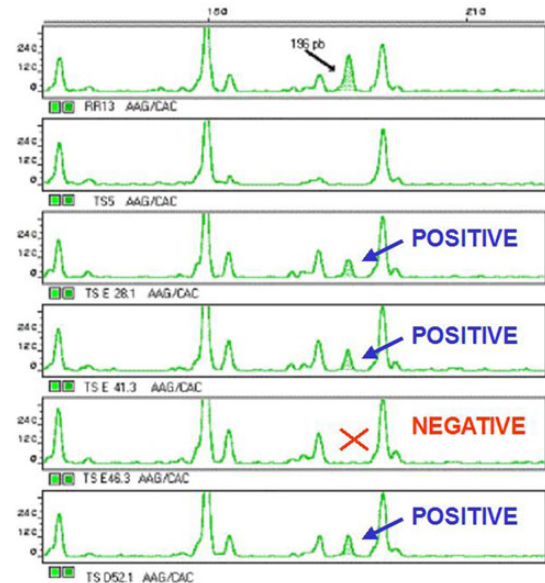 180 210
240
120
0
196 pb
RR13 AAG/CAC
240
120
0
TS5 AAG/CAC
240
120
0
POSITIVE
TS E 28.1 AAG/CAC
240
120
0
POSITIVE
TS E 41.3 AAG/CAC
240
120
0
NEGATIVE
TS E46.3 AAG/CAC
240
120
0
POSITIVE
TS D52.1 AAG/CAC